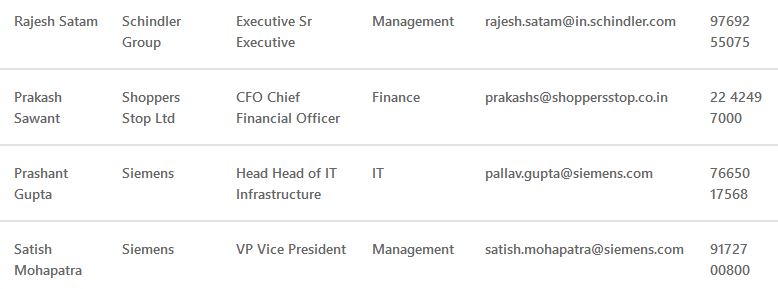 Rajesh Satam Schindler Executive Sr Management rajesh.satam@in.schindler.com 97692
Group Executive 55075
Prakash Shoppers CFO Chief Finance prakashs@shoppersstop.co.in 22 4249
Sawant Stop Ltd Financial Officer 7000
Prashant Siemens Head Head of IT IT pallav.gupta@siemens.com 76650
Gupta Infrastructure 17568
Satish Siemens VP Vice President Management satish.mohapatra@siemens.com 91727
Mohapatra 00800